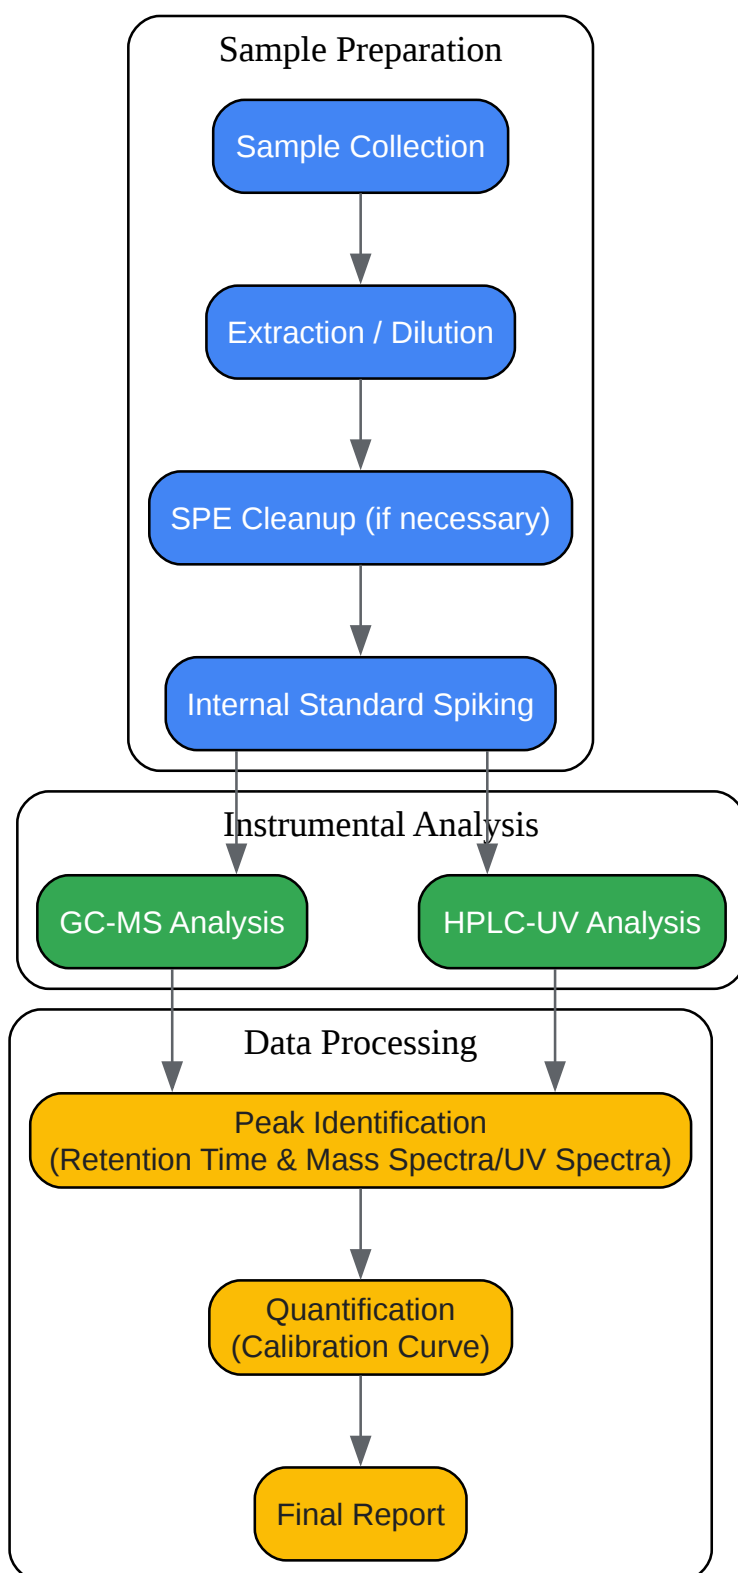 Sample Preparation
Sample Collection
Extraction / Dilution
SPE Cleanup (if necessary)
Internal Standard Spiking
Instrumental Analysis
GC-MS Analysis
HPLC-UV Analysis
Data Processing
Peak Identification
(Retention Time & Mass Spectra/UV Spectra)
Quantification
(Calibration Curve)
Final Report